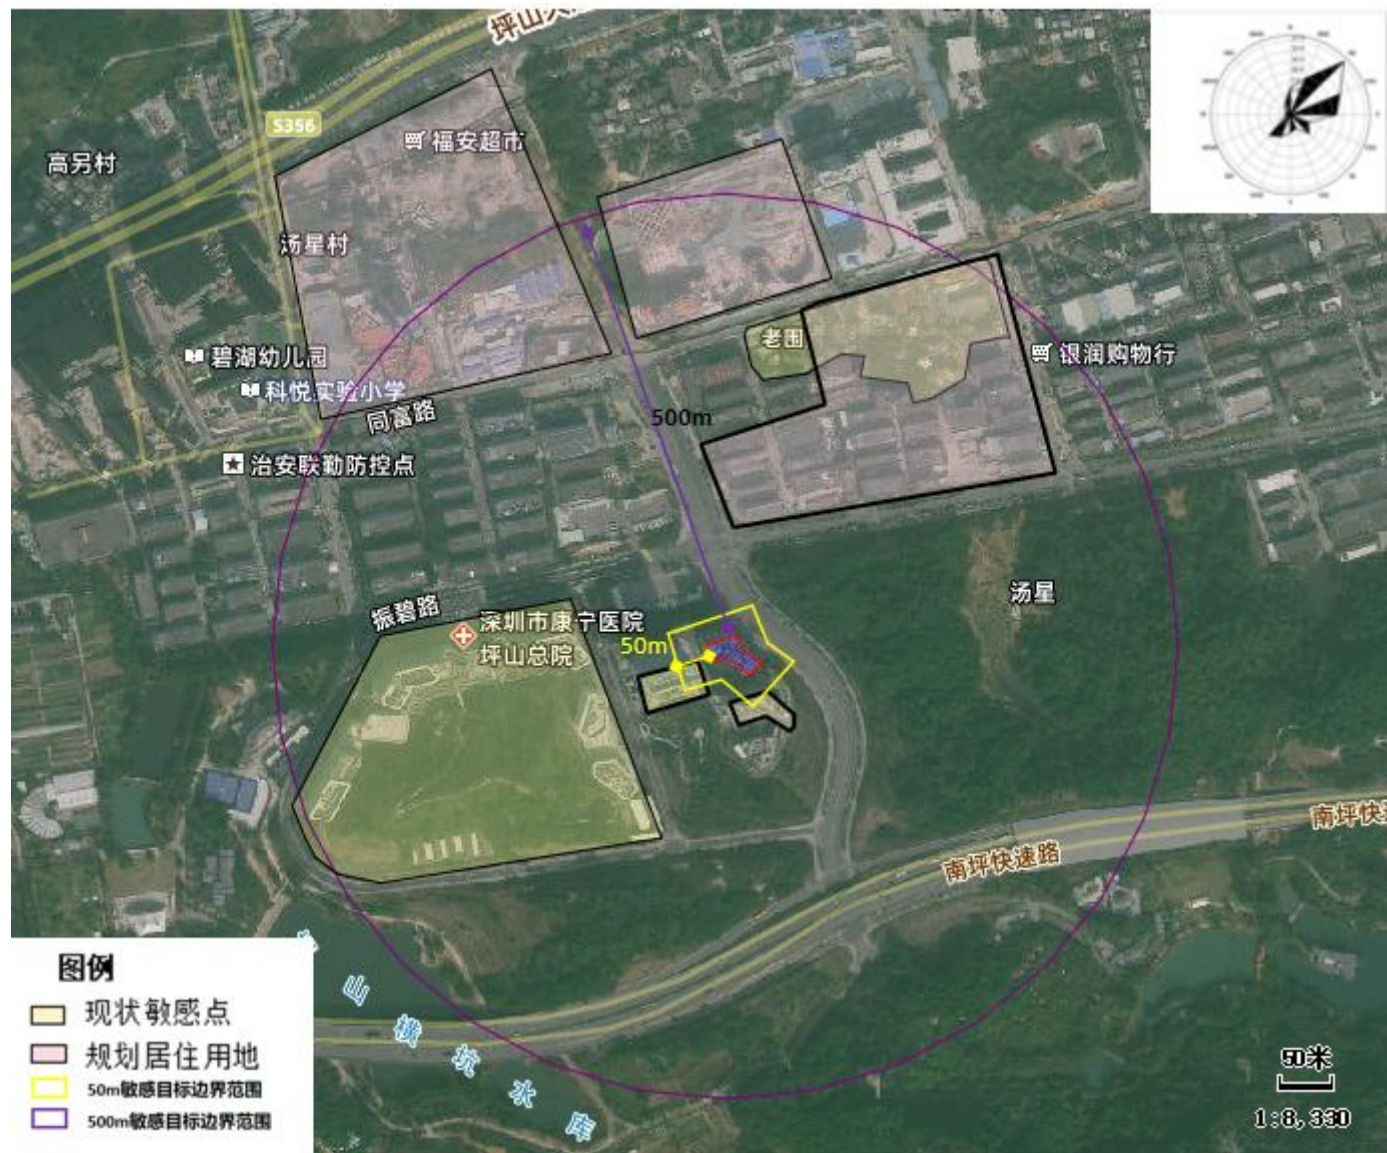 坪山大
S356
福安超市
高另村
汤星村
老围
碧湖幼儿园
银润购物行
科悦实验小学
同富路
500m
治安联勤防控点
汤星
振碧路
深圳市康宁医院
坪山总院
50m
南坪快速
南坪快速路
山
横
坑
水
库
图例
现状敏感点
规划居住用地
50m敏感目标边界范围
500m敏感目标边界范围
50米
1:8,330